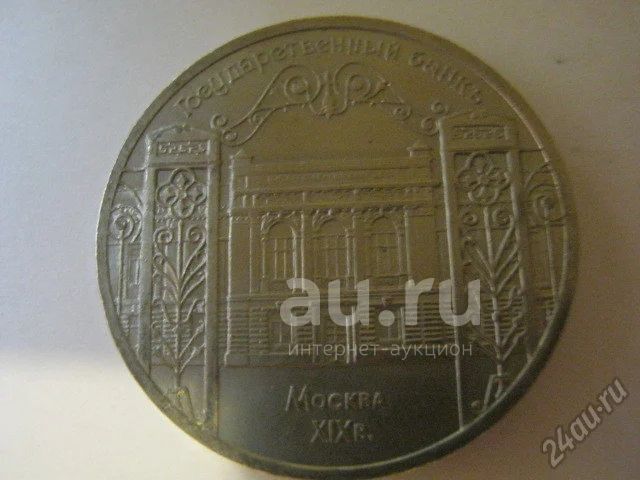 Государственный банкъ
au.ru
интернет-аукцион
Москва
XIXв.
24au.ru